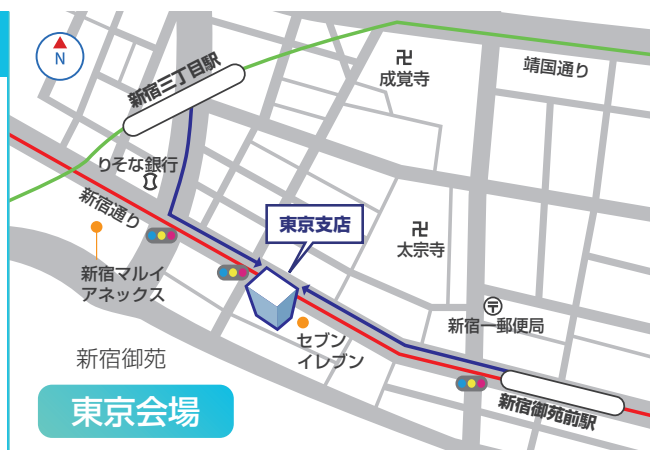 N
新宿三丁目駅
卍
成覚寺
靖国通り
りそな銀行
新宿通り
東京支店
卍
太宗寺
新宿マルイ
アネックス
〒
新宿一郵便局
セブン
イレブン
新宿御苑
新宿御苑前駅
東京会場